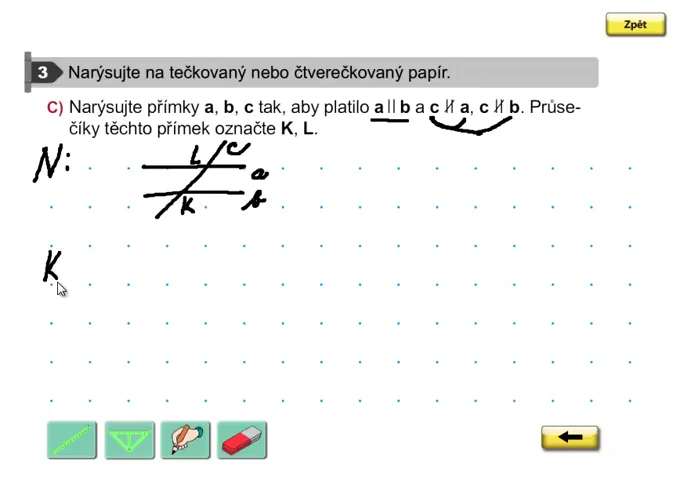 Zpět
3 Narýsujte na tečkovaný nebo čtverečkovaný papír.
C) Narýsujte přímky a, b, c tak, aby platilo a || b a c ∦ a, c ∦ b. Průse-
číky těchto přímek označte K, L.
N:
L c
a
K b
K